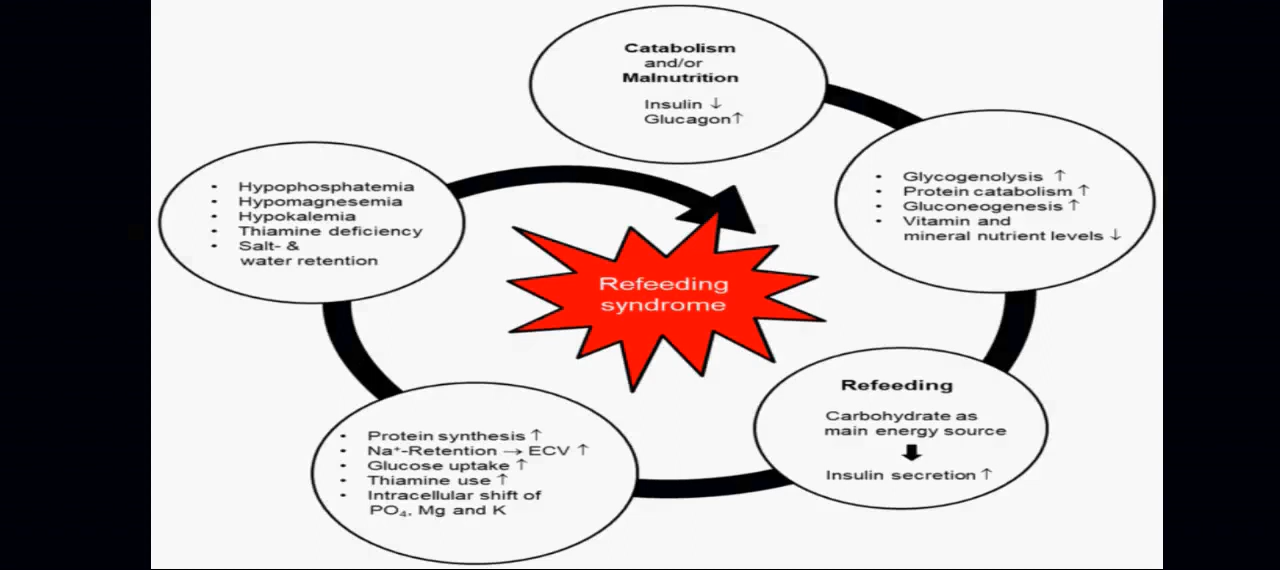 Catabolism
and/or
Malnutrition
Insulin ↓
Glucagon↑
• Glycogenolysis ↑
• Protein catabolism ↑
• Gluconeogenesis ↑
• Vitamin and
mineral nutrient levels ↓
Refeeding
Carbohydrate as
main energy source
Insulin secretion ↑
• Protein synthesis ↑
• Na⁺-Retention → ECV ↑
• Glucose uptake ↑
• Thiamine use ↑
• Intracellular shift of
PO₄, Mg and K
• Hypophosphatemia
• Hypomagnesemia
• Hypokalemia
• Thiamine deficiency
• Salt- &
water retention
Refeeding
syndrome